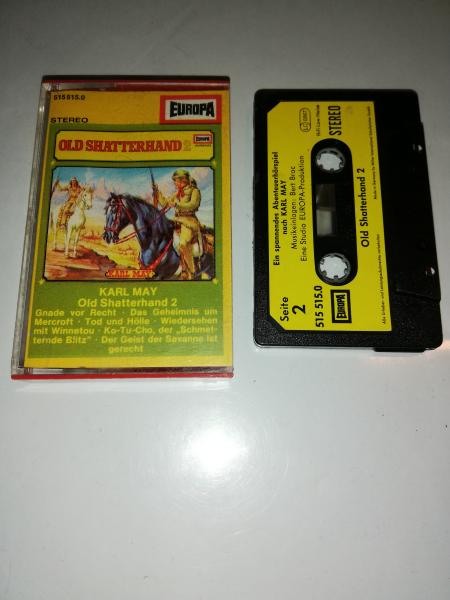 515 515.0
EUROPA
STEREO
OLD SHATTERHAND 2
KARL MAY
KARL MAY
Old Shatterhand 2
Gnade vor Recht · Das Geheimnis um
Mercroft · Tod und Hölle · Wiedersehen
mit Winnetou · Ko-Tu-Cho, der „Schmet-
ternde Blitz" · Der Geist der Savanne ist
gerecht
Ein spannendes Abenteuerhörspiel
nach KARL MAY
Musikeinlagen: Bert Brac
Eine Studio EUROPA-Produktion
STEREO
Seite
2
515 515.0
EUROPA
Old Shatterhand 2